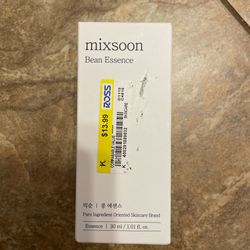 mixsoon
Bean Essence
ROSS
$13.99
K
믹순 | 콩 에센스
Pure Ingredient Oriented Skincare Brand
Essence | 30 ml / 1.01 fl. oz.